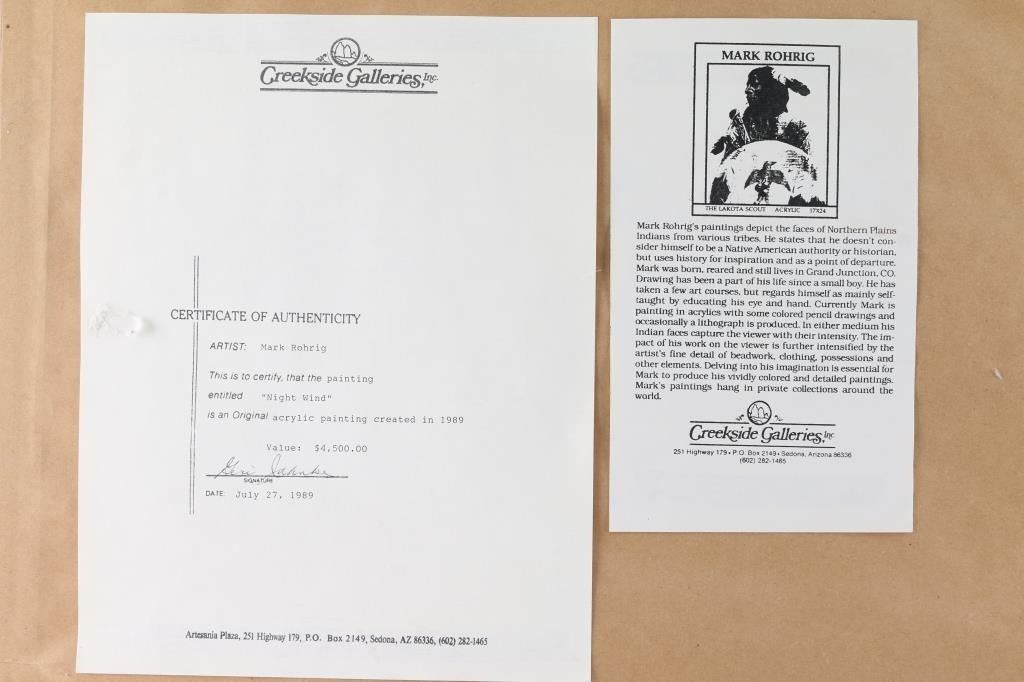 Creekside Galleries, Inc.
CERTIFICATE OF AUTHENTICITY
ARTIST: Mark Rohrig
This is to certify, that the painting
entitled "Night Wind"
is an Original acrylic painting created in 1989
Value: $4,500.00
SIGNATURE
DATE: July 27, 1989
Artesania Plaza, 251 Highway 179, P.O. Box 2149, Sedona, AZ 86336, (602) 282-1465
MARK ROHRIG
THE LAKOTA SCOUT ACRYLIC 17X24
Mark Rohrig's paintings depict the faces of Northern Plains
Indians from various tribes. He states that he doesn't con-
sider himself to be a Native American authority or historian,
but uses history for inspiration and as a point of departure.
Mark was born, reared and still lives in Grand Junction, CO.
Drawing has been a part of his life since a small boy. He has
taken a few art courses, but regards himself as mainly self-
taught by educating his eye and hand. Currently Mark is
painting in acrylics with some colored pencil drawings and
occasionally a lithograph is produced. In either medium his
Indian faces capture the viewer with their intensity. The im-
pact of his work on the viewer is further intensified by the
artist's fine detail of beadwork, clothing, possessions and
other elements. Delving into his imagination is essential for
Mark to produce his vividly colored and detailed paintings.
Mark's paintings hang in private collections around the
world.
Creekside Galleries, Inc
251 Highway 179 • P.O. Box 2149 • Sedona, Arizona 86336
(602) 282-1465